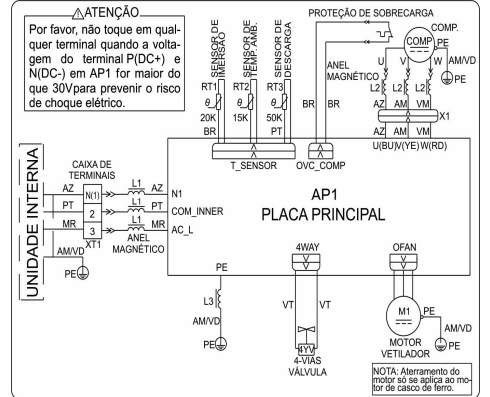 ⚠ATENÇÃO
Por favor, não toque em qual-
quer terminal quando a volta-
gem do terminal P(DC+) e
N(DC-) em AP1 for maior do
que 30Vpara prevenir o risco
de choque elétrico.
SENSOR DE
IMERSÃO
SENSOR DE
TEMP. AMB.
SENSOR DE
DESCARGA
RT1
RT2
RT3
θ
θ
θ
20K
15K
50K
BR
PT
T_SENSOR
PROTEÇÃO DE SOBRECARGA
BR
BR
OVC_COMP
ANEL
MAGNÉTICO
COMP.
COMP
PE
U
V
W
AM/VD
PE
L2
L2
L2
AZ
AM
VM
X1
AZ
AM
VM
U(BU)V(YE) W(RD)
UNIDADE INTERNA
CAIXA DE
TERMINAIS
AZ
N(1)
L1
AZ
N1
PT
2
L1
PT
COM_INNER
MR
3
L1
MR
AC_L
XT1
ANEL
MAGNÉTICO
AM/VD
PE
AP1
PLACA PRINCIPAL
PE
L3
AM/VD
PE
4WAY
VT
VT
4YV
4-VIAS
VÁLVULA
OFAN
M1
PE
AM/VD
PE
MOTOR
VETILADOR
NOTA: Aterramento do
motor só se aplica ao mo-
tor de casco de ferro.